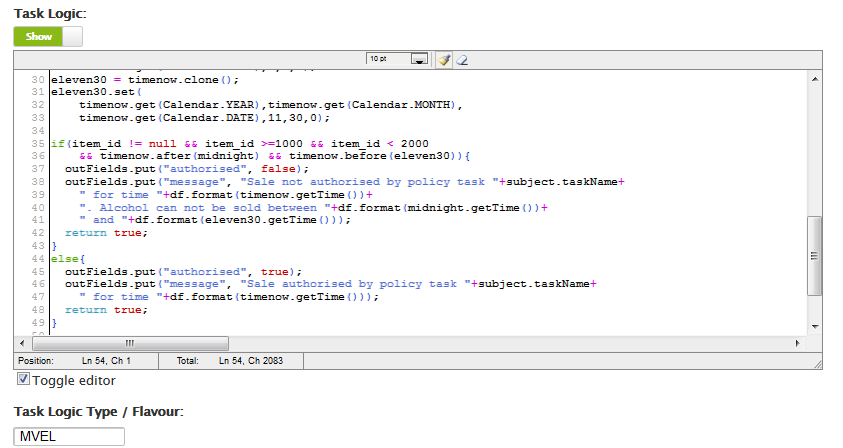 Task Logic:
Show
10 pt
30 eleven30 = timenow.clone();
31 eleven30.set(
32     timenow.get(Calendar.YEAR),timenow.get(Calendar.MONTH),
33     timenow.get(Calendar.DATE),11,30,0);
34
35 if(item_id != null && item_id >=1000 && item_id < 2000
36     && timenow.after(midnight) && timenow.before(eleven30)){
37   outFields.put("authorised", false);
38   outFields.put("message", "Sale not authorised by policy task "+subject.taskName+
39     " for time "+df.format(timenow.getTime())+
40     ". Alcohol can not be sold between "+df.format(midnight.getTime())+
41     " and "+df.format(eleven30.getTime()));
42   return true;
43 }
44 else{
45   outFields.put("authorised", true);
46   outFields.put("message", "Sale authorised by policy task "+subject.taskName+
47     " for time "+df.format(timenow.getTime()));
48   return true;
49 }
Position: Ln 54, Ch 1 Total: Ln 54, Ch 2083
Toggle editor
Task Logic Type / Flavour:
MVEL